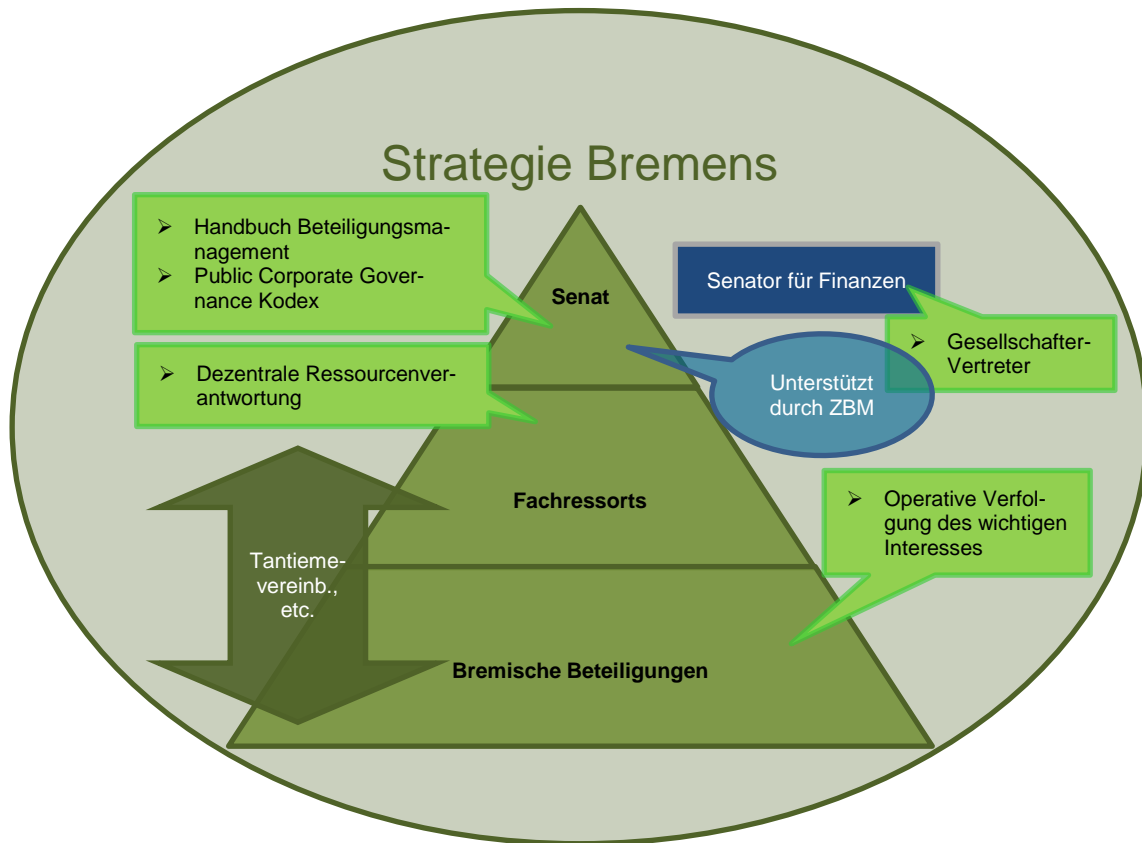 Strategie Bremens
➢ Handbuch Beteiligungsma-
nagement
➢ Public Corporate Gover-
nance Kodex
Senat
Senator für Finanzen
➢ Gesellschafter-
Vertreter
➢ Dezentrale Ressourcenver-
antwortung
Unterstützt
durch ZBM
Fachressorts
➢ Operative Verfol-
gung des wichtigen
Interesses
Tantieme-
vereinb.,
etc.
Bremische Beteiligungen